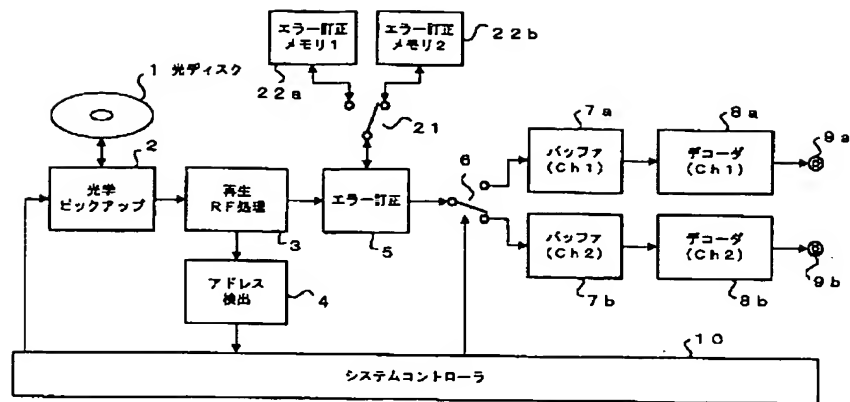 エラー訂正
メモリ1
エラー訂正
メモリ2
22b
22a
1 光ディスク
21
2
光学
ピックアップ
再生
RF処理
3
エラー訂正
5
6
7a
バッファ
(Ch1)
8a
デコーダ
(Ch1)
9a
バッファ
(Ch2)
7b
デコーダ
(Ch2)
8b
9b
アドレス
検出
4
10
システムコントローラ